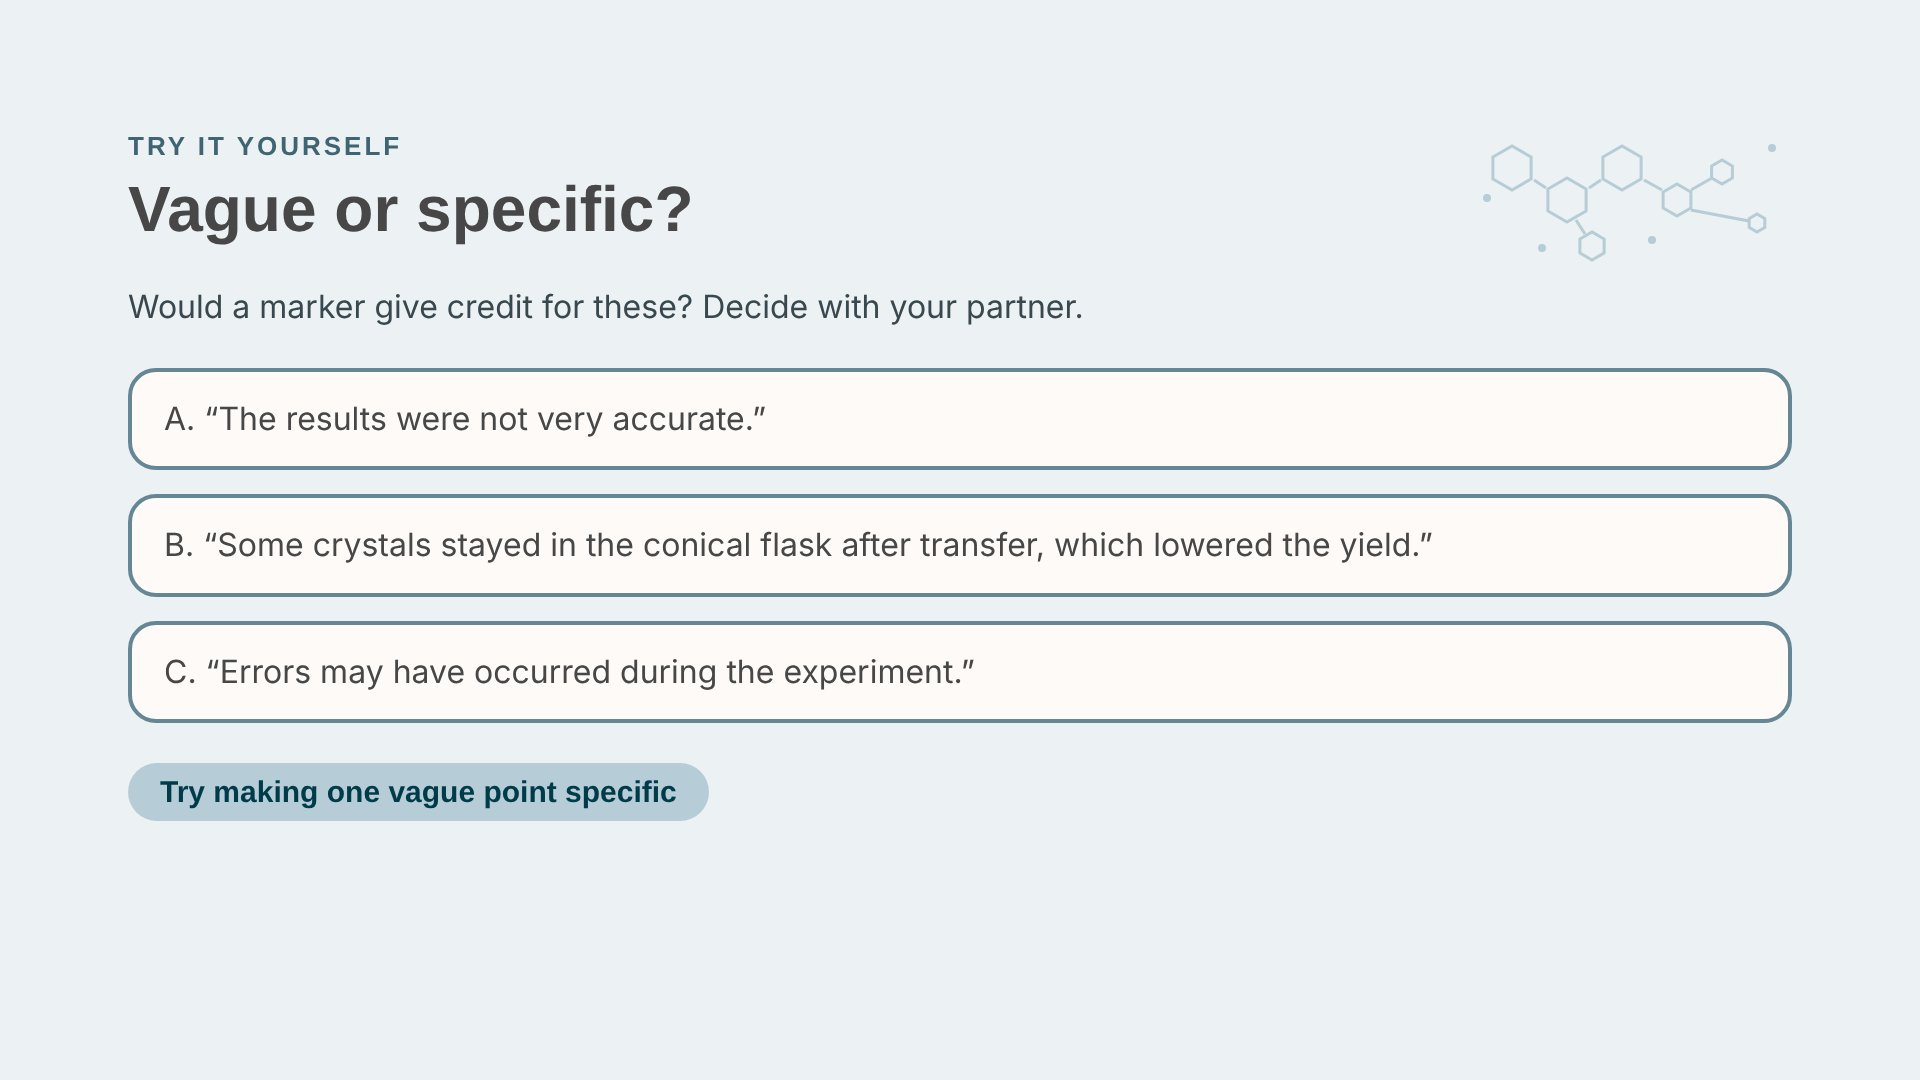 TRY IT YOURSELF
Vague or specific?
Would a marker give credit for these? Decide with your partner.
A. “The results were not very accurate.”
B. “Some crystals stayed in the conical flask after transfer, which lowered the yield.”
C. “Errors may have occurred during the experiment.”
Try making one vague point specific